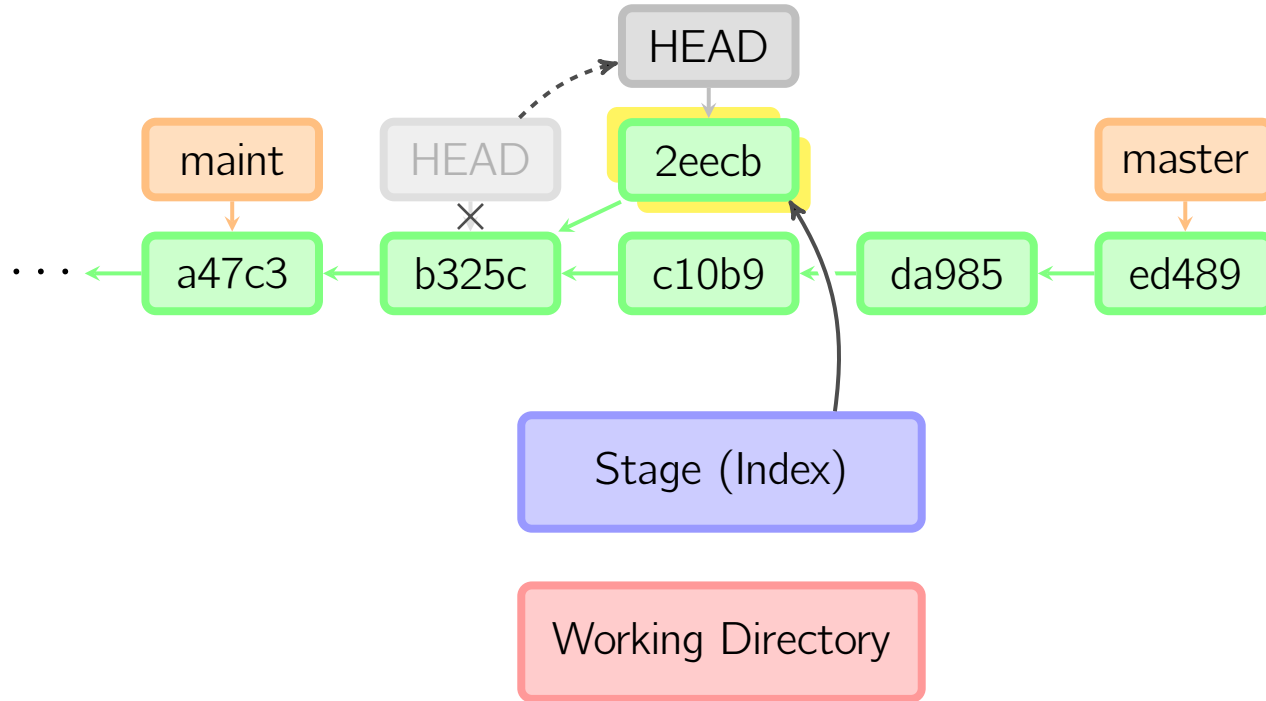 HEAD
maint
HEAD
2eecb
master
· · ·
a47c3
b325c
c10b9
da985
ed489
Stage (Index)
Working Directory